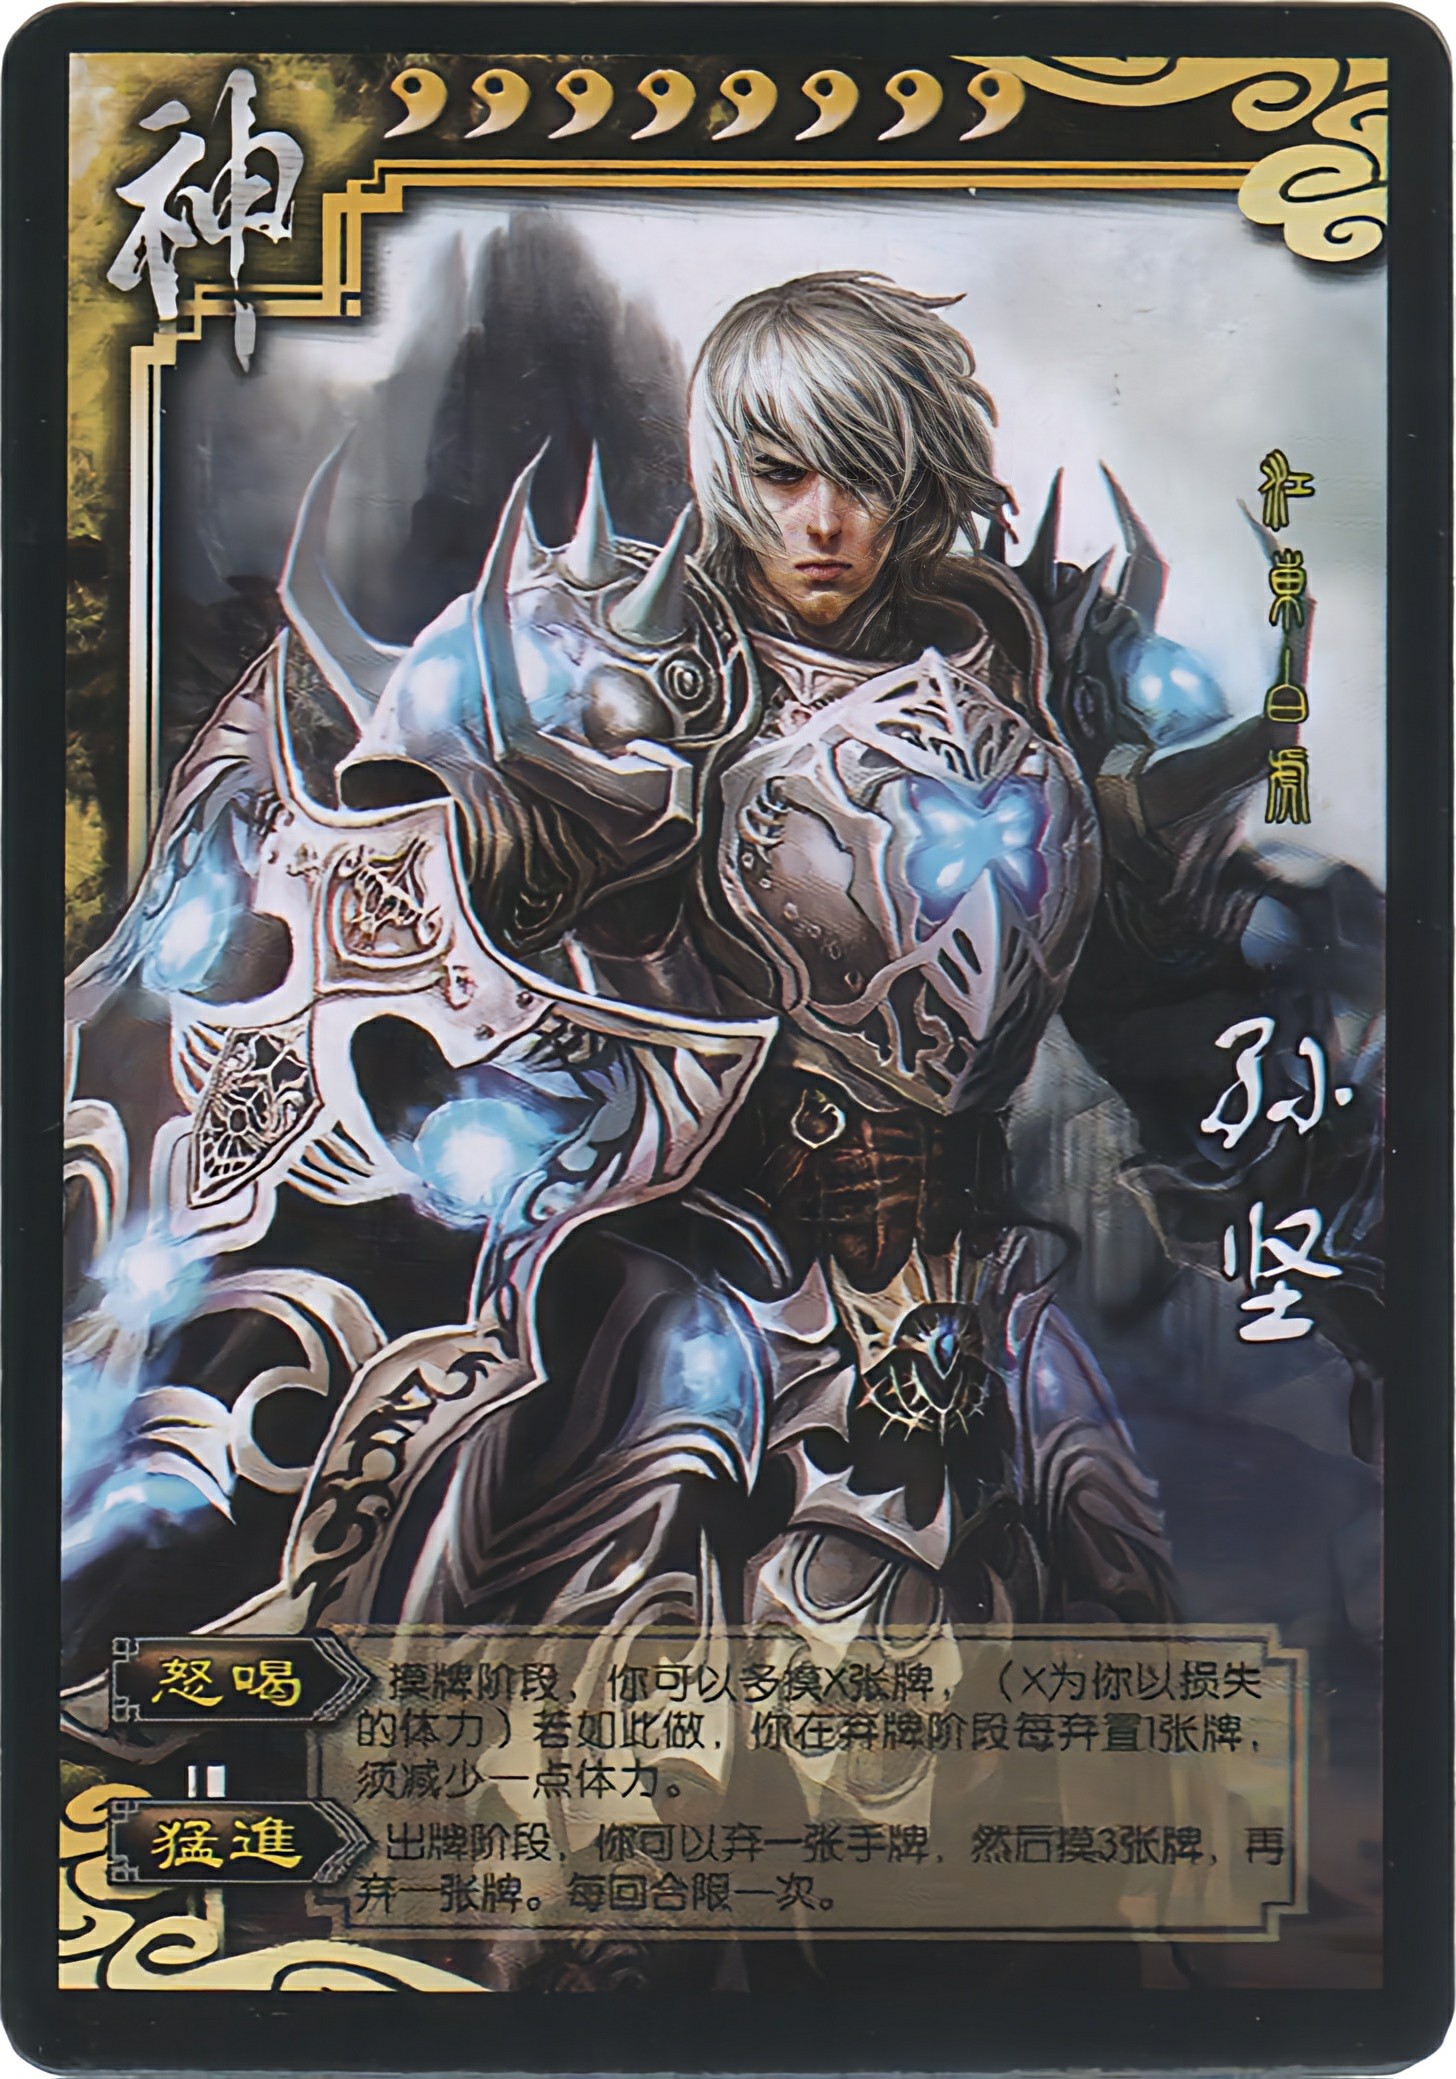 神
江東白虎
孙坚
怒喝
摸牌阶段，你可以多摸X张牌，（X为你以损失
的体力）若如此做，你在弃牌阶段每弃置1张牌，
须减少一点体力。
猛進
出牌阶段，你可以弃一张手牌，然后摸3张牌，再
弃一张牌。每回合限一次。